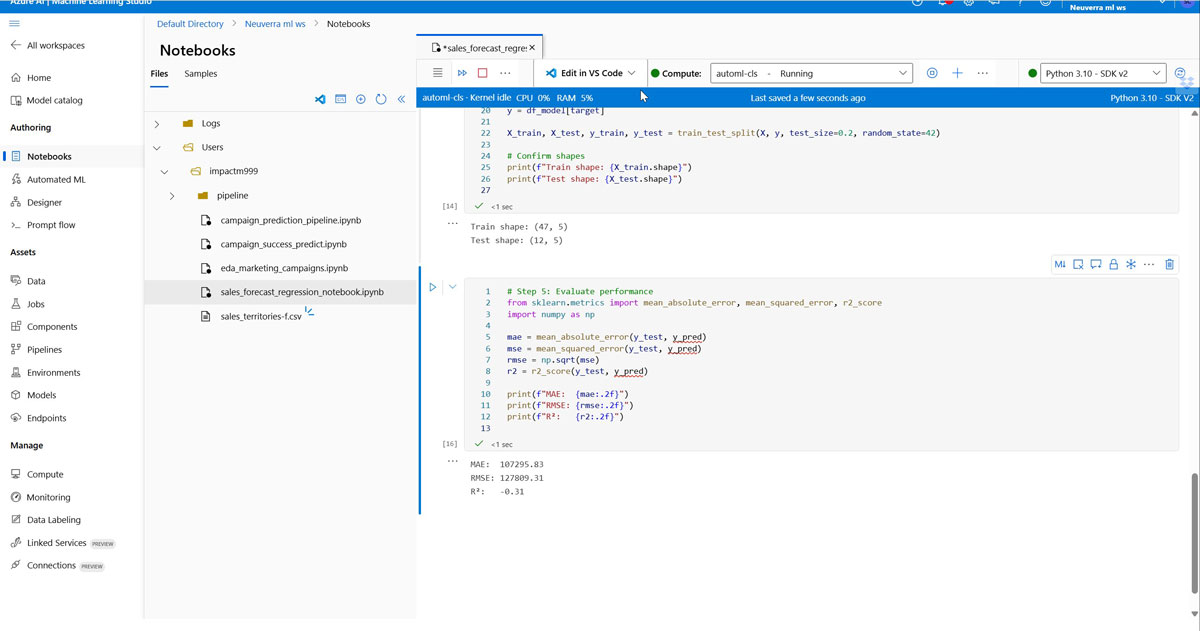 Azure AI | Machine Learning Studio
Neuverra ml ws
Default Directory > Neuverra ml ws > Notebooks
All workspaces
Home
Model catalog
Authoring
Notebooks
Automated ML
Designer
Prompt flow
Assets
Data
Jobs
Components
Pipelines
Environments
Models
Endpoints
Manage
Compute
Monitoring
Data Labeling
Linked Services PREVIEW
Connections PREVIEW
Notebooks
Files Samples
Logs
Users
impactm999
pipeline
campaign_prediction_pipeline.ipynb
campaign_success_predict.ipynb
eda_marketing_campaigns.ipynb
sales_forecast_regression_notebook.ipynb
sales_territories-f.csv
*sales_forecast_regre:
Edit in VS Code Compute: automl-cls - Running Python 3.10 - SDK v2
automl-cls · Kernel idle CPU 0% RAM 5% Last saved a few seconds ago Python 3.10 - SDK V2
20 y = df_model[target]
21
22 X_train, X_test, y_train, y_test = train_test_split(X, y, test_size=0.2, random_state=42)
23
24 # Confirm shapes
25 print(f"Train shape: {X_train.shape}")
26 print(f"Test shape: {X_test.shape}")
27
[14] <1 sec
Train shape: (47, 5)
Test shape: (12, 5)
M↓
1 # Step 5: Evaluate performance
2 from sklearn.metrics import mean_absolute_error, mean_squared_error, r2_score
3 import numpy as np
4
5 mae = mean_absolute_error(y_test, y_pred)
6 mse = mean_squared_error(y_test, y_pred)
7 rmse = np.sqrt(mse)
8 r2 = r2_score(y_test, y_pred)
9
10 print(f"MAE: {mae:.2f}")
11 print(f"RMSE: {rmse:.2f}")
12 print(f"R²: {r2:.2f}")
13
[16] <1 sec
MAE: 107295.83
RMSE: 127809.31
R²: -0.31